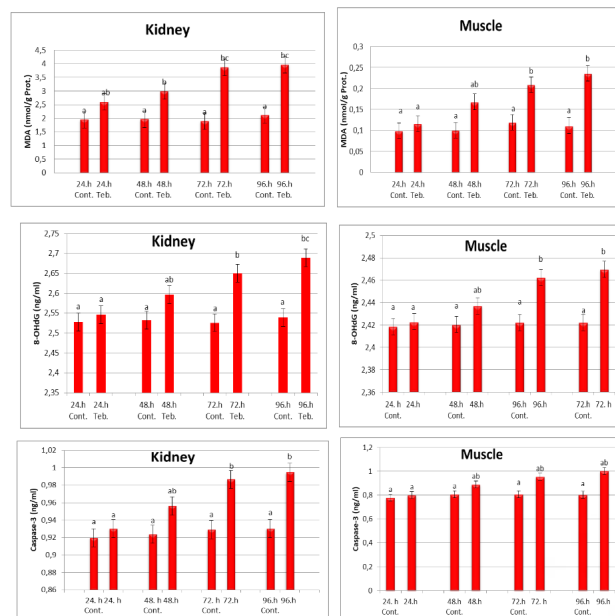 Kidney
MDA (nmol/g Prot.)
4,5
4
3,5
3
2,5
2
1,5
1
0,5
0
a ab a b a bc a bc
24.h 24.h 48.h 48.h 72.h 72.h 96.h 96.h
Cont. Teb. Cont. Teb. Cont. Teb. Cont. Teb.
Muscle
MDA (nmol/g Prot.)
0,3
0,25
0,2
0,15
0,1
0,05
0
a a a ab a b a b
24.h 24.h 48.h 48.h 72.h 72.h 96.h 96.h
Cont. Teb. Cont. Teb. Cont. Teb. Cont. Teb.
Kidney
8-OHdG (ng/ml)
2,75
2,7
2,65
2,6
2,55
2,5
2,45
2,4
2,35
a a a ab a b a bc
24.h 24.h 48.h 48.h 72.h 72.h 96.h 96.h
Cont. Teb. Cont. Teb. Cont. Teb. Cont. Teb.
Muscle
8-OHdG (ng/ml)
2,5
2,48
2,46
2,44
2,42
2,4
2,38
2,36
a a a ab a b a b
24. h 24.h 48.h 48.h 96.h 96.h 72.h 72. h
Cont. Cont. Cont. Cont.
Kidney
Caspase-3 (ng/ml)
1,02
1
0,98
0,96
0,94
0,92
0,9
0,88
0,86
a a a ab a b a b
24. h 24. h 48. h 48.h 72. h 72.h 96.h 96.h
Cont. Cont. Cont. Cont.
Muscle
Caspase-3 (ng/ml)
1,2
1
0,8
0,6
0,4
0,2
0
a a a ab a ab a ab
24. h 24.h 48.h 48.h 72. h 72. h 96.h 96.h
Cont. Cont. Cont. Cont.